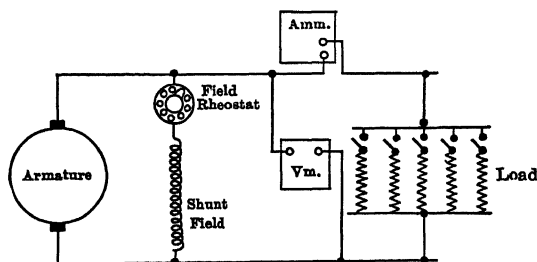 Amm.
Field
Rheostat
Armature
Vm.
Load
Shunt
Field